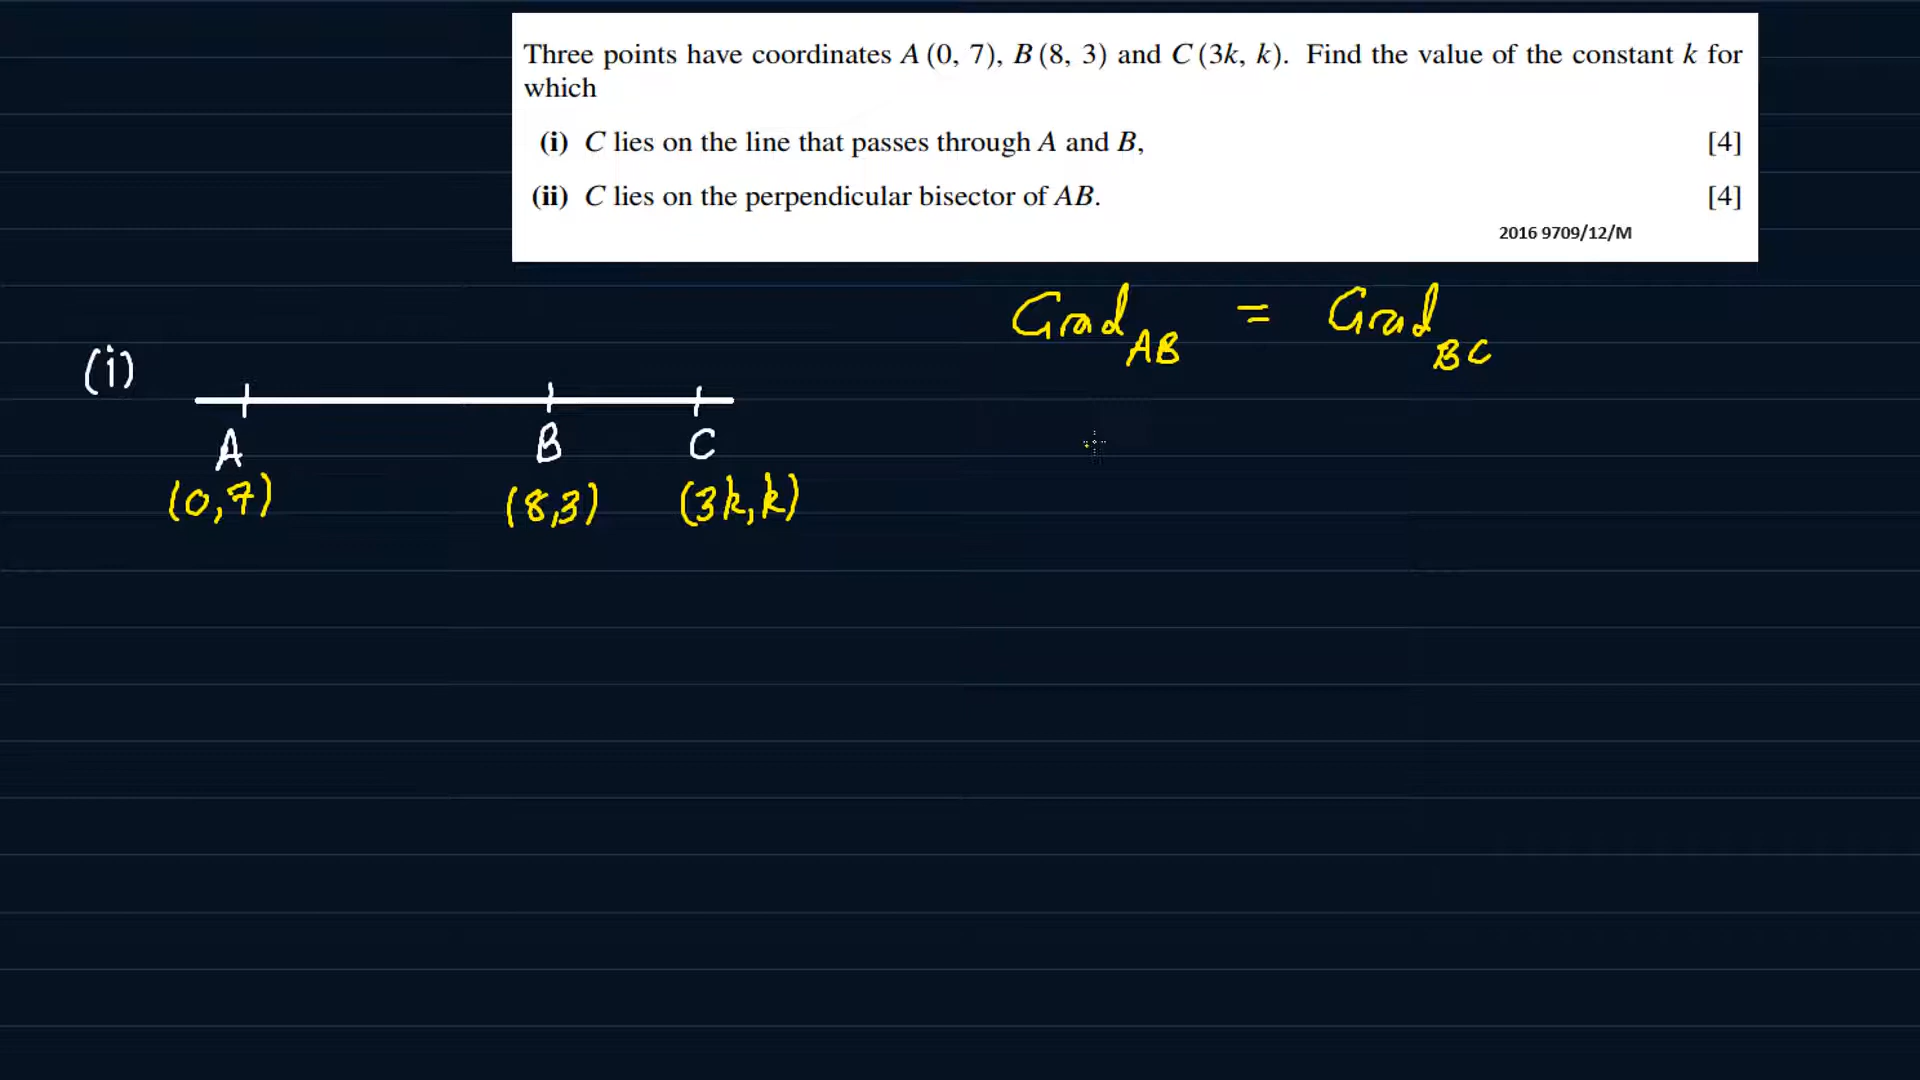 Three points have coordinates A (0, 7), B (8, 3) and C (3k, k). Find the value of the constant k for
which
(i) C lies on the line that passes through A and B, [4]
(ii) C lies on the perpendicular bisector of AB. [4]
2016 9709/12/M
Grad AB = Grad BC
(i)
A B C
(0,7) (8,3) (3k,k)